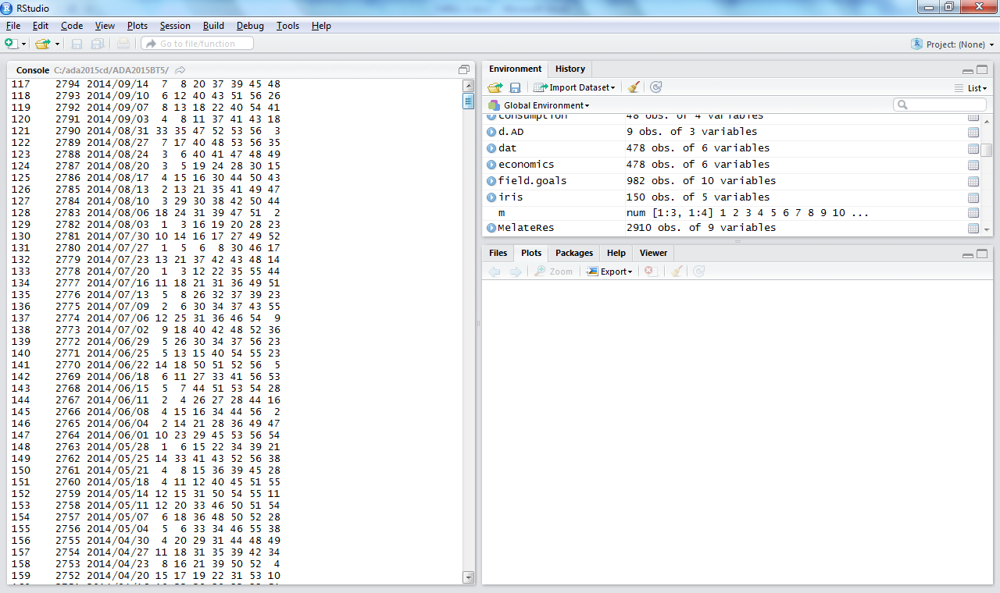 RStudio
File Edit Code View Plots Session Build Debug Tools Help
Go to file/function
Project: (None)
Console C:/ada2015cd/ADA2015BT5/
117 2794 2014/09/14 7 8 20 37 39 45 48
118 2793 2014/09/10 6 12 40 43 51 56 26
119 2792 2014/09/07 8 13 18 22 40 54 41
120 2791 2014/09/03 4 8 11 37 41 43 18
121 2790 2014/08/31 33 35 47 52 53 56 3
122 2789 2014/08/27 7 17 40 48 53 56 35
123 2788 2014/08/24 3 6 40 41 47 48 49
124 2787 2014/08/20 3 5 19 24 28 30 15
125 2786 2014/08/17 4 15 16 30 44 50 43
126 2785 2014/08/13 2 13 21 35 41 49 47
127 2784 2014/08/10 3 29 30 38 42 50 44
128 2783 2014/08/06 18 24 31 39 47 51 2
129 2782 2014/08/03 1 3 16 19 20 28 23
130 2781 2014/07/30 10 14 16 17 27 49 52
131 2780 2014/07/27 1 5 6 8 30 46 17
132 2779 2014/07/23 13 21 37 42 43 48 14
133 2778 2014/07/20 1 3 12 22 35 55 44
134 2777 2014/07/16 11 18 21 31 36 49 51
135 2776 2014/07/13 5 8 26 32 37 39 23
136 2775 2014/07/09 2 6 30 34 37 43 55
137 2774 2014/07/06 12 25 31 36 46 54 9
138 2773 2014/07/02 9 18 40 42 48 52 36
139 2772 2014/06/29 5 26 30 34 37 56 23
140 2771 2014/06/25 5 13 15 40 54 55 23
141 2770 2014/06/22 14 18 50 51 52 56 5
142 2769 2014/06/18 6 11 27 33 41 56 53
143 2768 2014/06/15 5 7 44 51 53 54 28
144 2767 2014/06/11 2 4 26 27 28 44 16
145 2766 2014/06/08 4 15 16 34 44 56 2
146 2765 2014/06/04 2 14 21 28 36 49 47
147 2764 2014/06/01 10 23 29 45 53 56 54
148 2763 2014/05/28 1 6 15 22 34 39 21
149 2762 2014/05/25 14 33 41 43 52 56 38
150 2761 2014/05/21 4 8 15 36 39 45 28
151 2760 2014/05/18 4 11 12 40 45 51 55
152 2759 2014/05/14 12 15 31 50 54 55 11
153 2758 2014/05/11 12 20 33 46 50 51 54
154 2757 2014/05/07 6 18 36 48 50 52 28
155 2756 2014/05/04 5 6 33 34 46 55 38
156 2755 2014/04/30 4 20 29 31 44 48 49
157 2754 2014/04/27 11 18 31 35 39 42 34
158 2753 2014/04/23 8 16 21 39 50 52 4
159 2752 2014/04/20 15 17 19 22 31 53 10
Environment History
Import Dataset List
Global Environment
consumption 48 obs. of 4 variables
d.AD 9 obs. of 3 variables
dat 478 obs. of 6 variables
economics 478 obs. of 6 variables
field.goals 982 obs. of 10 variables
iris 150 obs. of 5 variables
m num [1:3, 1:4] 1 2 3 4 5 6 7 8 9 10 ...
MelateRes 2910 obs. of 9 variables
Files Plots Packages Help Viewer
Zoom Export